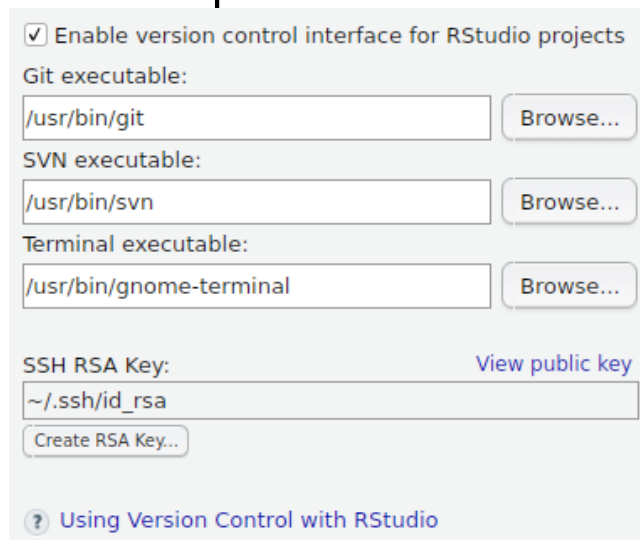 Enable version control interface for RStudio projects
Git executable:
/usr/bin/git Browse...
SVN executable:
/usr/bin/svn Browse...
Terminal executable:
/usr/bin/gnome-terminal Browse...
SSH RSA Key: View public key
~/.ssh/id_rsa
Create RSA Key...
? Using Version Control with RStudio